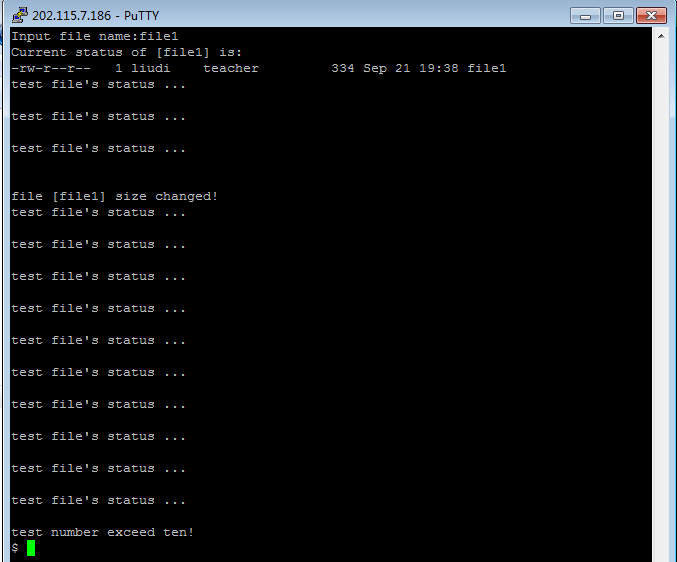 202.115.7.186 - PuTTY
Input file name:file1
Current status of [file1] is:
-rw-r--r--   1 liudi    teacher         334 Sep 21 19:38 file1
test file's status ...
test file's status ...
test file's status ...
file [file1] size changed!
test file's status ...
test file's status ...
test file's status ...
test file's status ...
test file's status ...
test file's status ...
test file's status ...
test file's status ...
test file's status ...
test file's status ...
test number exceed ten!
$